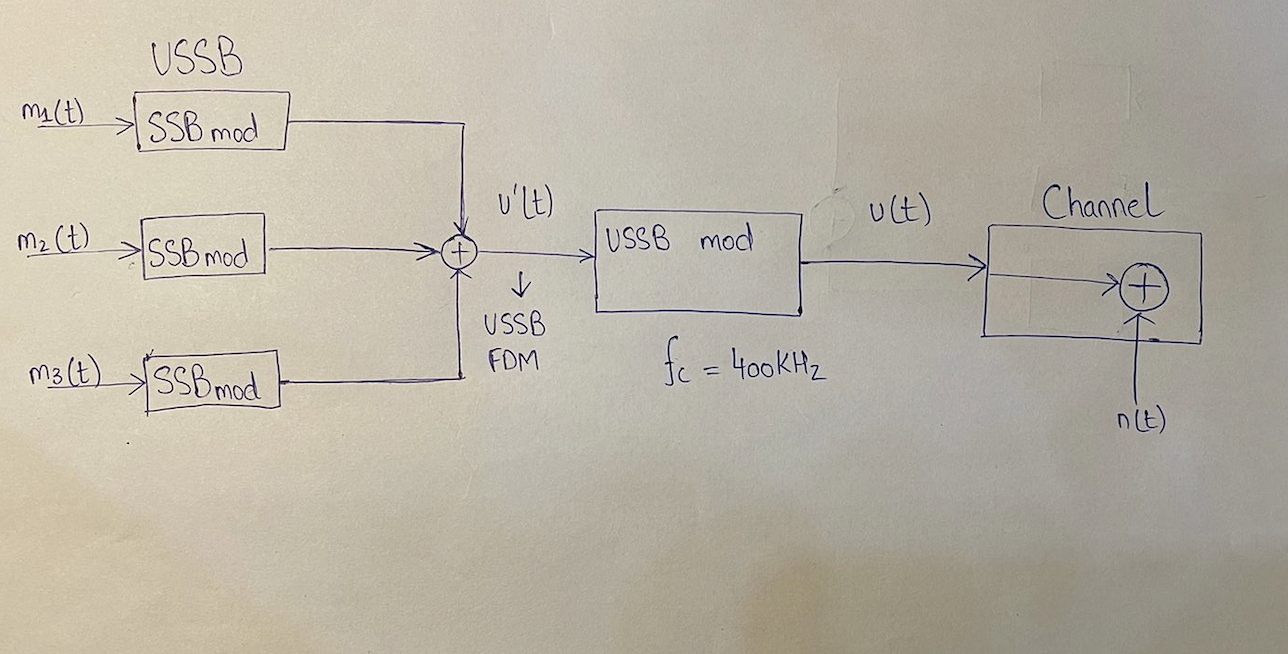 USSB
m1(t)
SSB mod
m2(t)
SSB mod
m3(t)
SSB mod
+
u'(t)
USSB
FDM
USSB mod
fc = 400KHz
u(t)
Channel
+
n(t)